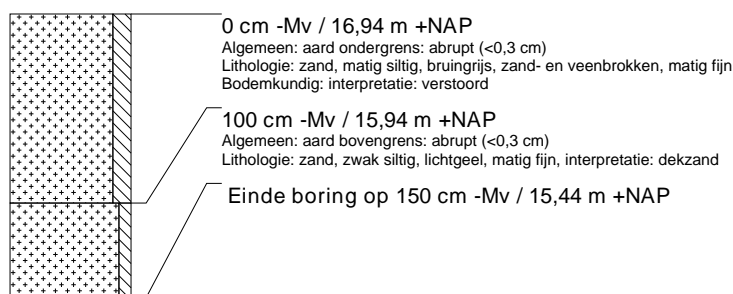 0 cm -Mv / 16,94 m +NAP
Algemeen: aard ondergrens: abrupt (<0,3 cm)
Lithologie: zand, matig siltig, bruingrijs, zand- en veenbrokken, matig fijn
Bodemkundig: interpretatie: verstoord
100 cm -Mv / 15,94 m +NAP
Algemeen: aard bovengrens: abrupt (<0,3 cm)
Lithologie: zand, zwak siltig, lichtgeel, matig fijn, interpretatie: dekzand
Einde boring op 150 cm -Mv / 15,44 m +NAP